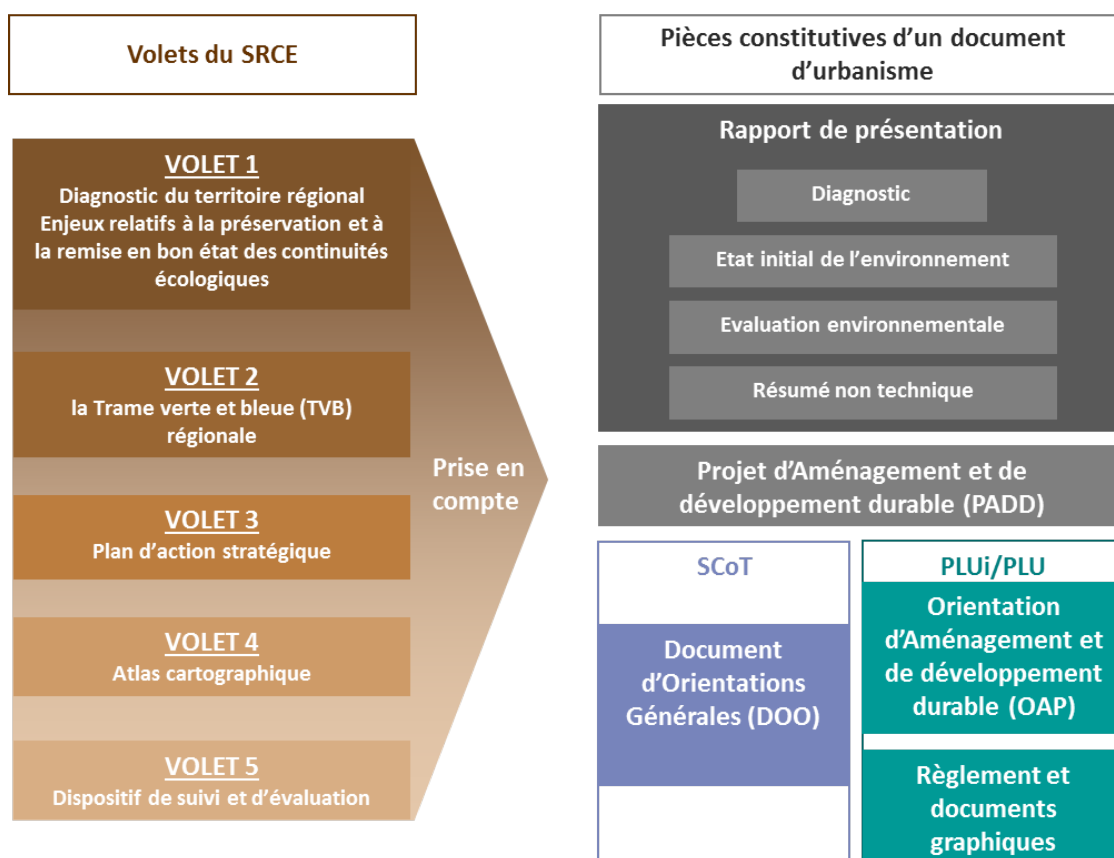 Volets du SRCE
VOLET 1
Diagnostic du territoire régional
Enjeux relatifs à la préservation et à
la remise en bon état des continuités
écologiques
VOLET 2
la Trame verte et bleue (TVB)
régionale
VOLET 3
Plan d'action stratégique
VOLET 4
Atlas cartographique
VOLET 5
Dispositif de suivi et d'évaluation
Prise en
compte
Pièces constitutives d'un document
d'urbanisme
Rapport de présentation
Diagnostic
Etat initial de l'environnement
Evaluation environnementale
Résumé non technique
Projet d'Aménagement et de
développement durable (PADD)
SCoT
Document
d'Orientations
Générales (DOO)
PLUi/PLU
Orientation
d'Aménagement et
de développement
durable (OAP)
Règlement et
documents
graphiques